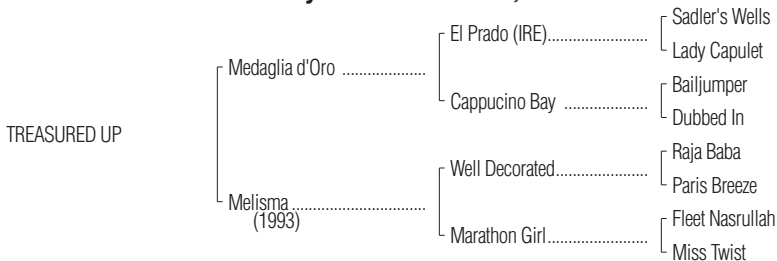 Sadler's Wells
El Prado (IRE)......................
Lady Capulet
Medaglia d'Oro ....................
Bailjumper
Cappucino Bay ....................
Dubbed In
TREASURED UP
Raja Baba
Well Decorated......................
Paris Breeze
Melisma ................................
(1993)
Fleet Nasrullah
Marathon Girl........................
Miss Twist